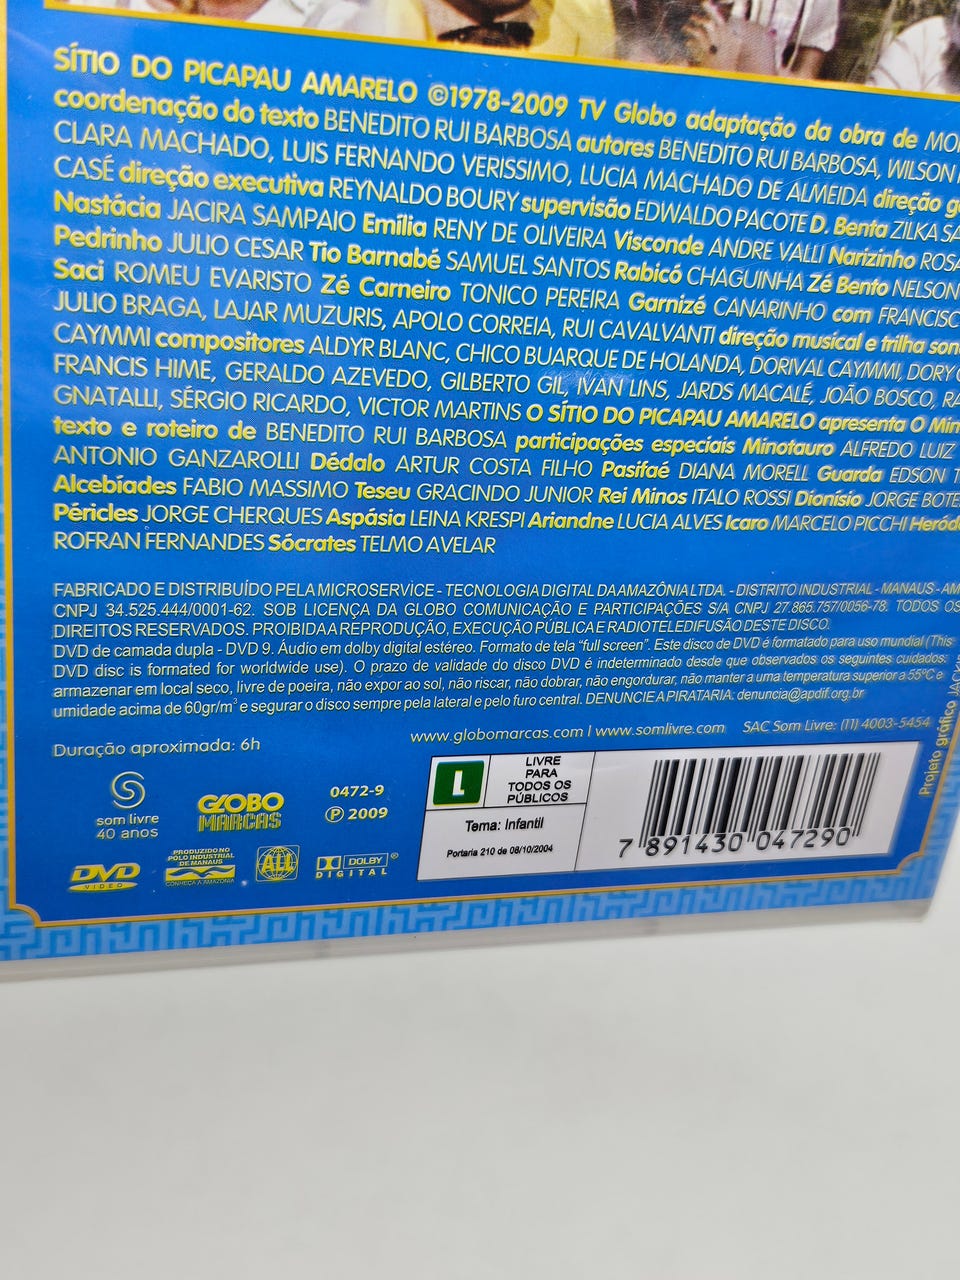 SÍTIO DO PICAPAU AMARELO ©1978-2009 TV Globo adaptação da obra de
coordenação do texto BENEDITO RUI BARBOSA autores BENEDITO RUI BARBOSA, WILSON
CLARA MACHADO, LUIS FERNANDO VERISSIMO, LUCIA MACHADO DE ALMEIDA direção
CASÉ direção executiva REYNALDO BOURY supervisão EDWALDO PACOTE D. Benta ZILKA
Nastácia JACIRA SAMPAIO Emília RENY DE OLIVEIRA Visconde ANDRE VALLI Narizinho
Pedrinho JULIO CESAR Tio Barnabé SAMUEL SANTOS Rabicó CHAGUINHA Zé Bento NELSON
Saci ROMEU EVARISTO Zé Carneiro TONICO PEREIRA Garnizé CANARINHO com
JULIO BRAGA, LAJAR MUZURIS, APOLO CORREIA, RUI CAVALVANTI direção musical e trilha
CAYMMI compositores ALDYR BLANC, CHICO BUARQUE DE HOLANDA, DORIVAL CAYMMI, DORY
FRANCIS HIME, GERALDO AZEVEDO, GILBERTO GIL, IVAN LINS, JARDS MACALÉ, JOÃO BOSCO,
GNATALLI, SÉRGIO RICARDO, VICTOR MARTINS O SÍTIO DO PICAPAU AMARELO apresenta O
texto e roteiro de BENEDITO RUI BARBOSA participações especiais Minotauro ALFREDO LUIZ
ANTONIO GANZAROLLI Dédalo ARTUR COSTA FILHO Pasifaé DIANA MORELL Guarda EDSON
Alcebíades FABIO MASSIMO Teseu GRACINDO JUNIOR Rei Minos ITALO ROSSI Dionísio JORGE
Péricles JORGE CHERQUES Aspásia LEINA KRESPI Ariandne LUCIA ALVES Icaro MARCELO PICCHI
ROFRAN FERNANDES Sócrates TELMO AVELAR
FABRICADO E DISTRIBUÍDO PELA MICROSERVICE - TECNOLOGIA DIGITAL DA AMAZÔNIA LTDA. - DISTRITO INDUSTRIAL - MANAUS - AM
CNPJ 34.525.444/0001-62. SOB LICENÇA DA GLOBO COMUNICAÇÃO E PARTICIPAÇÕES S/A CNPJ 27.865.757/0056-78. TODOS OS
DIREITOS RESERVADOS. PROIBIDA A REPRODUÇÃO, EXECUÇÃO PÚBLICA E RADIOTELEDIFUSÃO DESTE DISCO.
DVD de camada dupla - DVD 9. Áudio em dolby digital estéreo. Formato de tela "full screen". Este disco de DVD é formatado para uso mundial (This
DVD disc is formated for worldwide use). O prazo de validade do disco DVD é indeterminado desde que observados os seguintes cuidados:
armazenar em local seco, livre de poeira, não expor ao sol, não riscar, não dobrar, não engordurar, não manter a uma temperatura superior a 55ºC e
umidade acima de 60gr/m³ e segurar o disco sempre pela lateral e pelo furo central. DENUNCIE A PIRATARIA: denuncia@apdif.org.br
www.globomarcas.com | www.somlivre.com SAC Som Livre: (11) 4003-5454
Duração aproximada: 6h
Projeto gráfico
som livre
40 anos
GLOBO
MARCAS
0472-9
℗ 2009
L
LIVRE
PARA
TODOS OS
PÚBLICOS
Tema: Infantil
Portaria 210 de 08/10/2004
7 891430 047290
DVD
VIDEO
PRODUZIDO NO
POLO INDUSTRIAL
DE MANAUS
CONHEÇA A AMAZONIA
ALL
DOLBY
DIGITAL